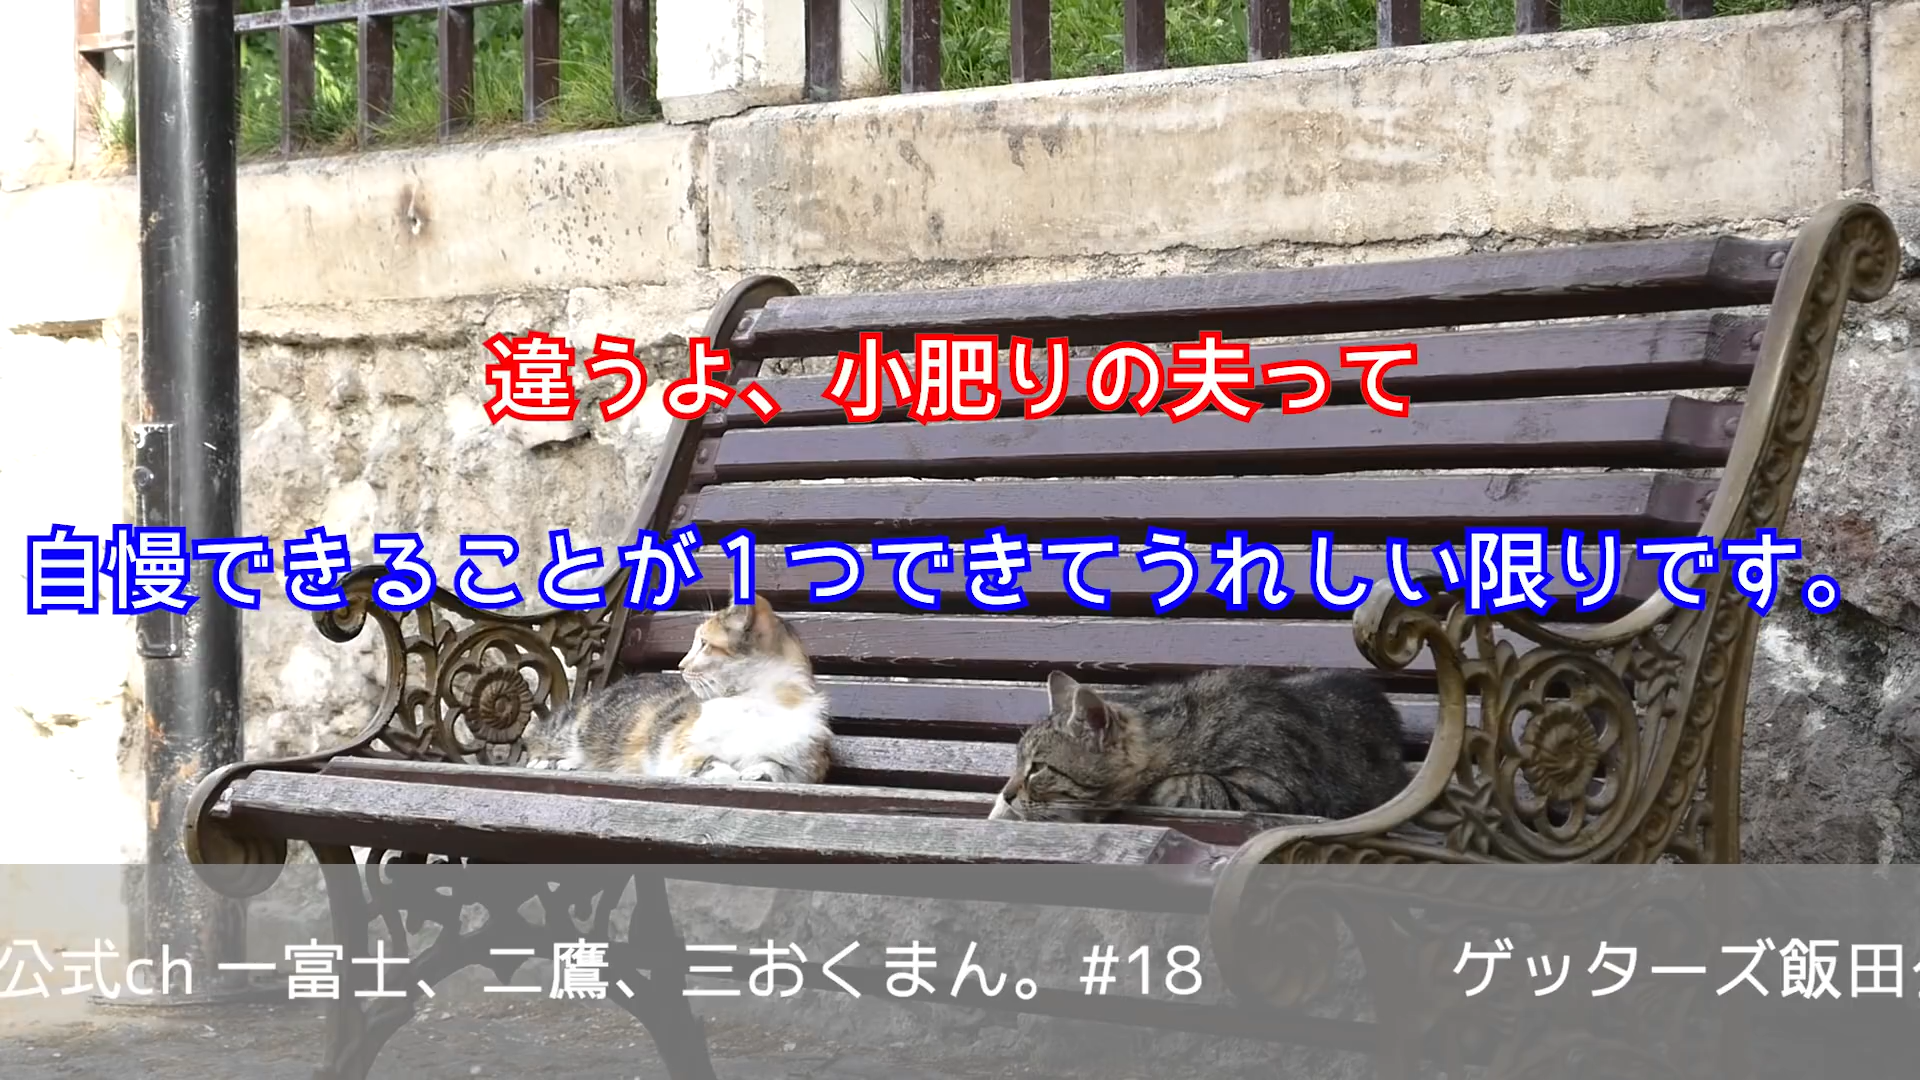 違うよ、小肥りの夫って
自慢できることが１つできてうれしい限りです。
公式ch 一富士、二鷹、三おくまん。#18
ゲッターズ飯田